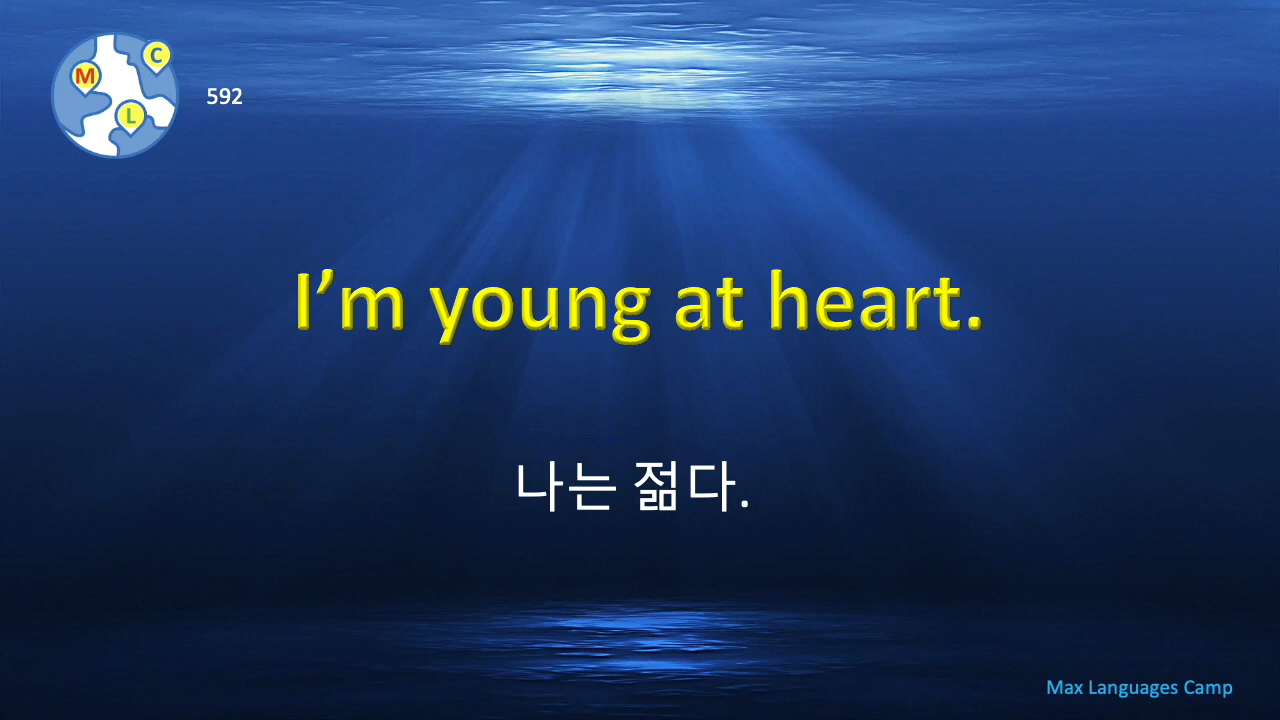 M
C
L
592
I’m young at heart.
나는 젊다.
Max Languages Camp